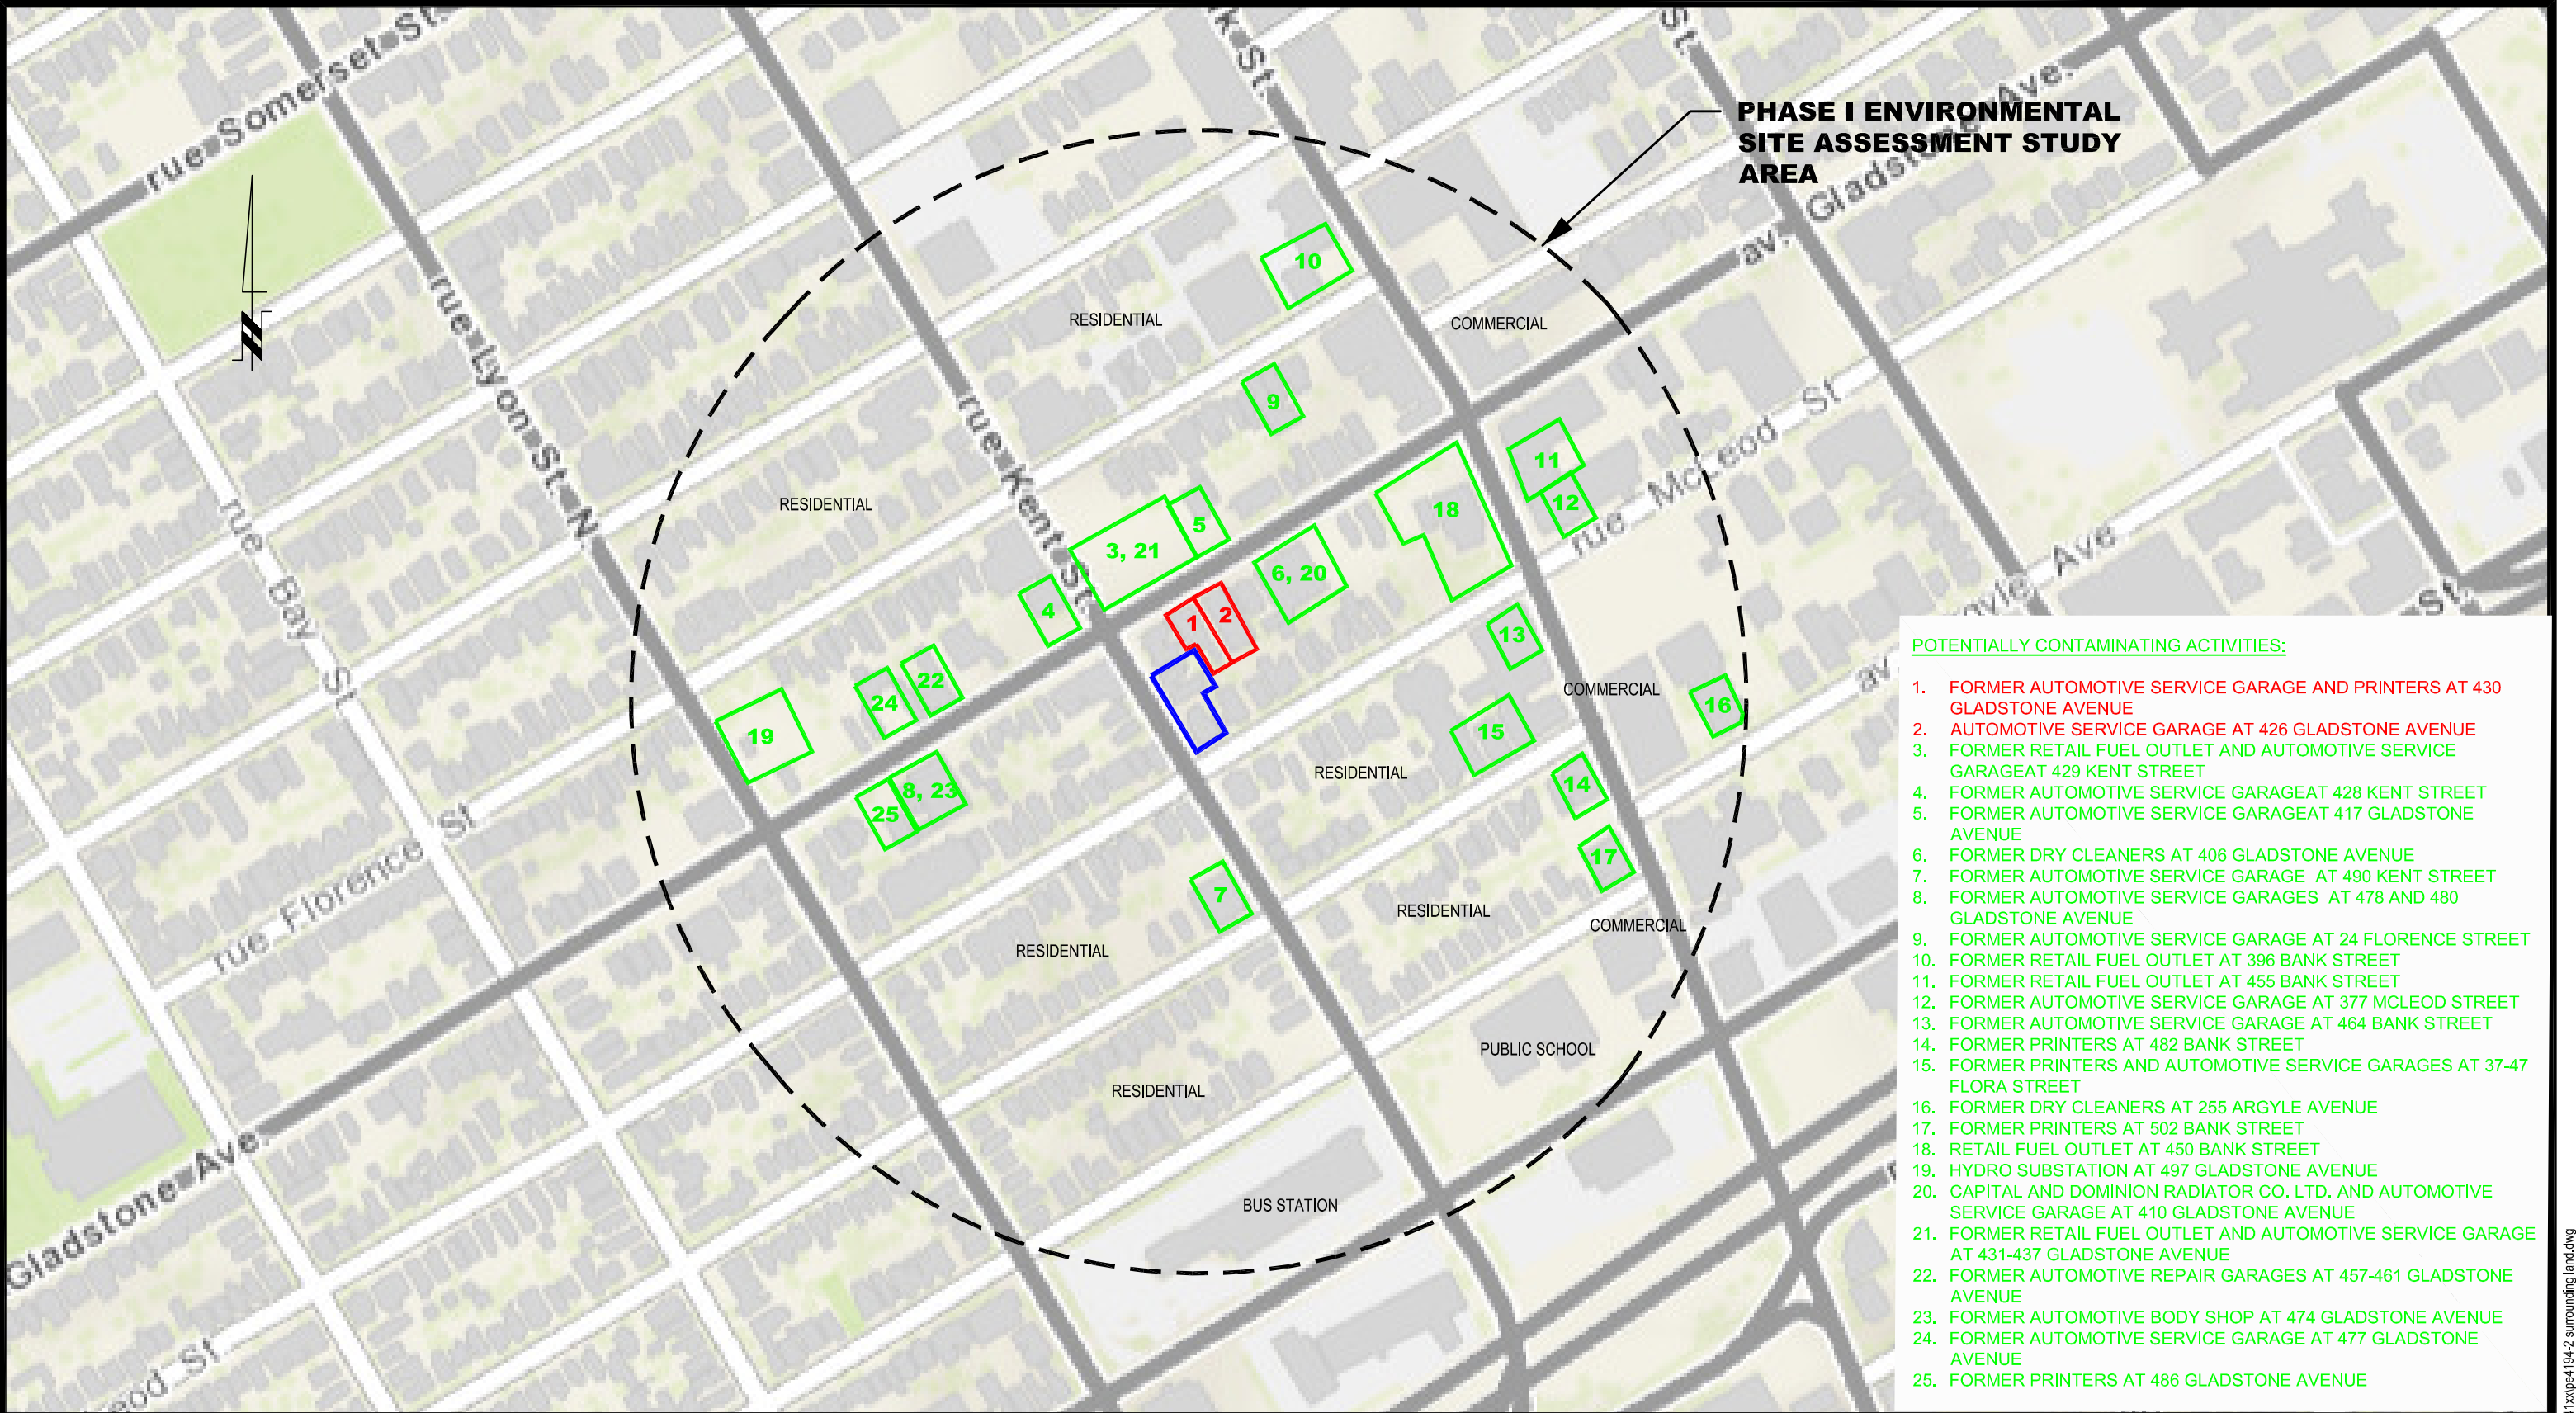 rue Somerset St.
k St.
St.
PHASE I ENVIRONMENTAL
SITE ASSESSMENT STUDY
AREA
av. Gladstone Ave.
rue Lyon St. N
rue Kent St.
rue Bay St
rue McLeod St
rue Florence St
Gladstone Ave.
St.
RESIDENTIAL
COMMERCIAL
RESIDENTIAL
COMMERCIAL
RESIDENTIAL
RESIDENTIAL
COMMERCIAL
RESIDENTIAL
PUBLIC SCHOOL
RESIDENTIAL
BUS STATION
10
9
11
12
18
5
3, 21
6, 20
4
1
2
13
22
24
19
16
15
14
8, 23
25
17
7
POTENTIALLY CONTAMINATING ACTIVITIES:
1. FORMER AUTOMOTIVE SERVICE GARAGE AND PRINTERS AT 430
GLADSTONE AVENUE
2. AUTOMOTIVE SERVICE GARAGE AT 426 GLADSTONE AVENUE
3. FORMER RETAIL FUEL OUTLET AND AUTOMOTIVE SERVICE
GARAGEAT 429 KENT STREET
4. FORMER AUTOMOTIVE SERVICE GARAGEAT 428 KENT STREET
5. FORMER AUTOMOTIVE SERVICE GARAGEAT 417 GLADSTONE
AVENUE
6. FORMER DRY CLEANERS AT 406 GLADSTONE AVENUE
7. FORMER AUTOMOTIVE SERVICE GARAGE AT 490 KENT STREET
8. FORMER AUTOMOTIVE SERVICE GARAGES AT 478 AND 480
GLADSTONE AVENUE
9. FORMER AUTOMOTIVE SERVICE GARAGE AT 24 FLORENCE STREET
10. FORMER RETAIL FUEL OUTLET AT 396 BANK STREET
11. FORMER RETAIL FUEL OUTLET AT 455 BANK STREET
12. FORMER AUTOMOTIVE SERVICE GARAGE AT 377 MCLEOD STREET
13. FORMER AUTOMOTIVE SERVICE GARAGE AT 464 BANK STREET
14. FORMER PRINTERS AT 482 BANK STREET
15. FORMER PRINTERS AND AUTOMOTIVE SERVICE GARAGES AT 37-47
FLORA STREET
16. FORMER DRY CLEANERS AT 255 ARGYLE AVENUE
17. FORMER PRINTERS AT 502 BANK STREET
18. RETAIL FUEL OUTLET AT 450 BANK STREET
19. HYDRO SUBSTATION AT 497 GLADSTONE AVENUE
20. CAPITAL AND DOMINION RADIATOR CO. LTD. AND AUTOMOTIVE
SERVICE GARAGE AT 410 GLADSTONE AVENUE
21. FORMER RETAIL FUEL OUTLET AND AUTOMOTIVE SERVICE GARAGE
AT 431-437 GLADSTONE AVENUE
22. FORMER AUTOMOTIVE REPAIR GARAGES AT 457-461 GLADSTONE
AVENUE
23. FORMER AUTOMOTIVE BODY SHOP AT 474 GLADSTONE AVENUE
24. FORMER AUTOMOTIVE SERVICE GARAGE AT 477 GLADSTONE
AVENUE
25. FORMER PRINTERS AT 486 GLADSTONE AVENUE